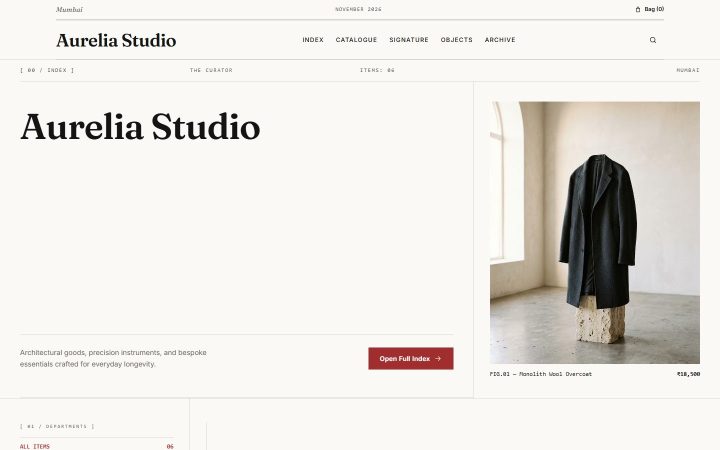 Mumbai
NOVEMBER 2026
Bag (0)
Aurelia Studio
INDEX CATALOGUE SIGNATURE OBJECTS ARCHIVE
[ 00 / INDEX ]
THE CURATOR
ITEMS: 06
MUMBAI
Aurelia Studio
Architectural goods, precision instruments, and bespoke
essentials crafted for everyday longevity.
Open Full Index →
FIG.01 — Monolith Wool Overcoat
₹18,500
[ 01 / DEPARTMENTS ]
ALL ITEMS
06